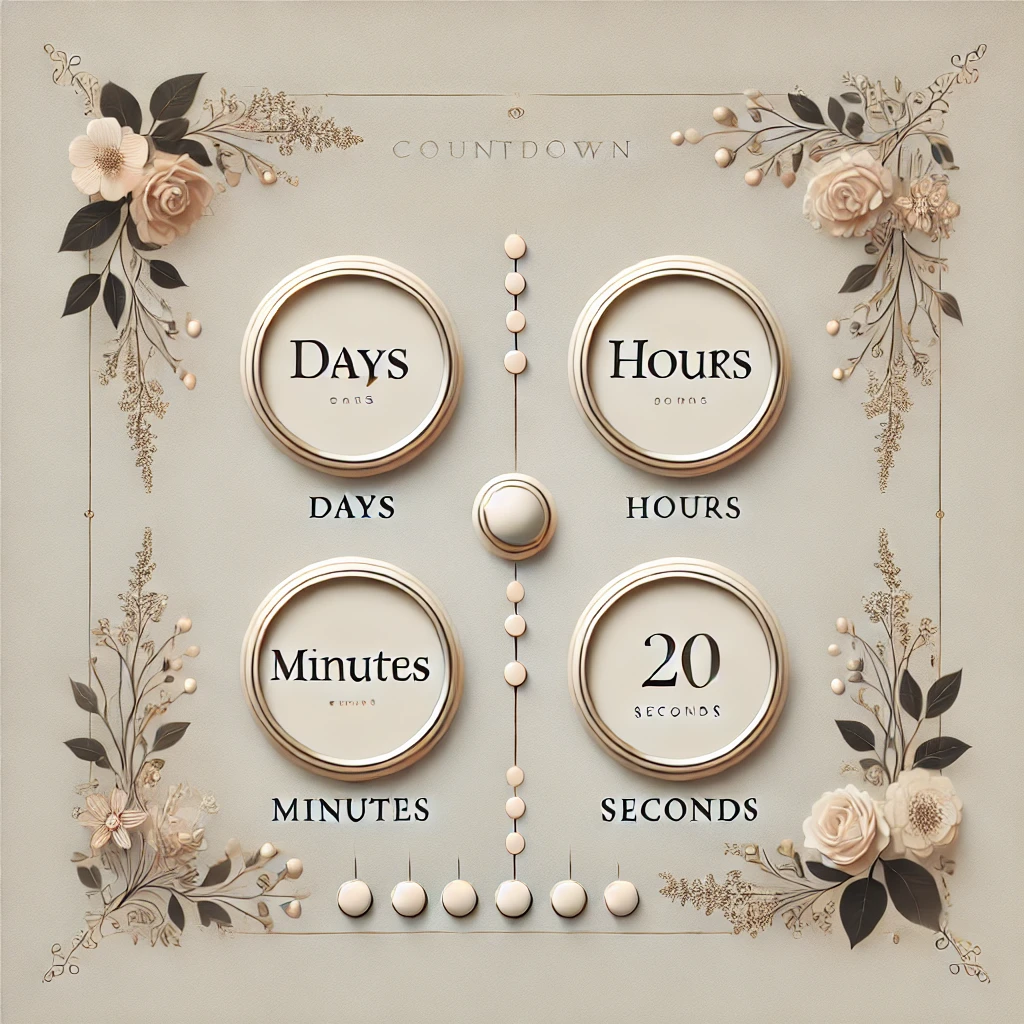 COUNTDOWN
DAYS
HOURS
DAYS
HOURS
MINUTES
20
SECONDS
MINUTES
SECONDS